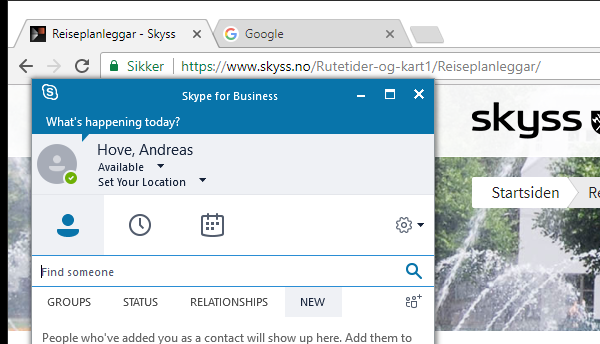 Reiseplanleggar - Skyss
Google
Sikker
https://www.skyss.no/Rutetider-og-kart1/Reiseplanleggar/
Skype for Business
What's happening today?
skyss
Hove, Andreas
Available
Set Your Location
Startsiden
Find someone
GROUPS STATUS RELATIONSHIPS NEW
People who've added you as a contact will show up here. Add them to